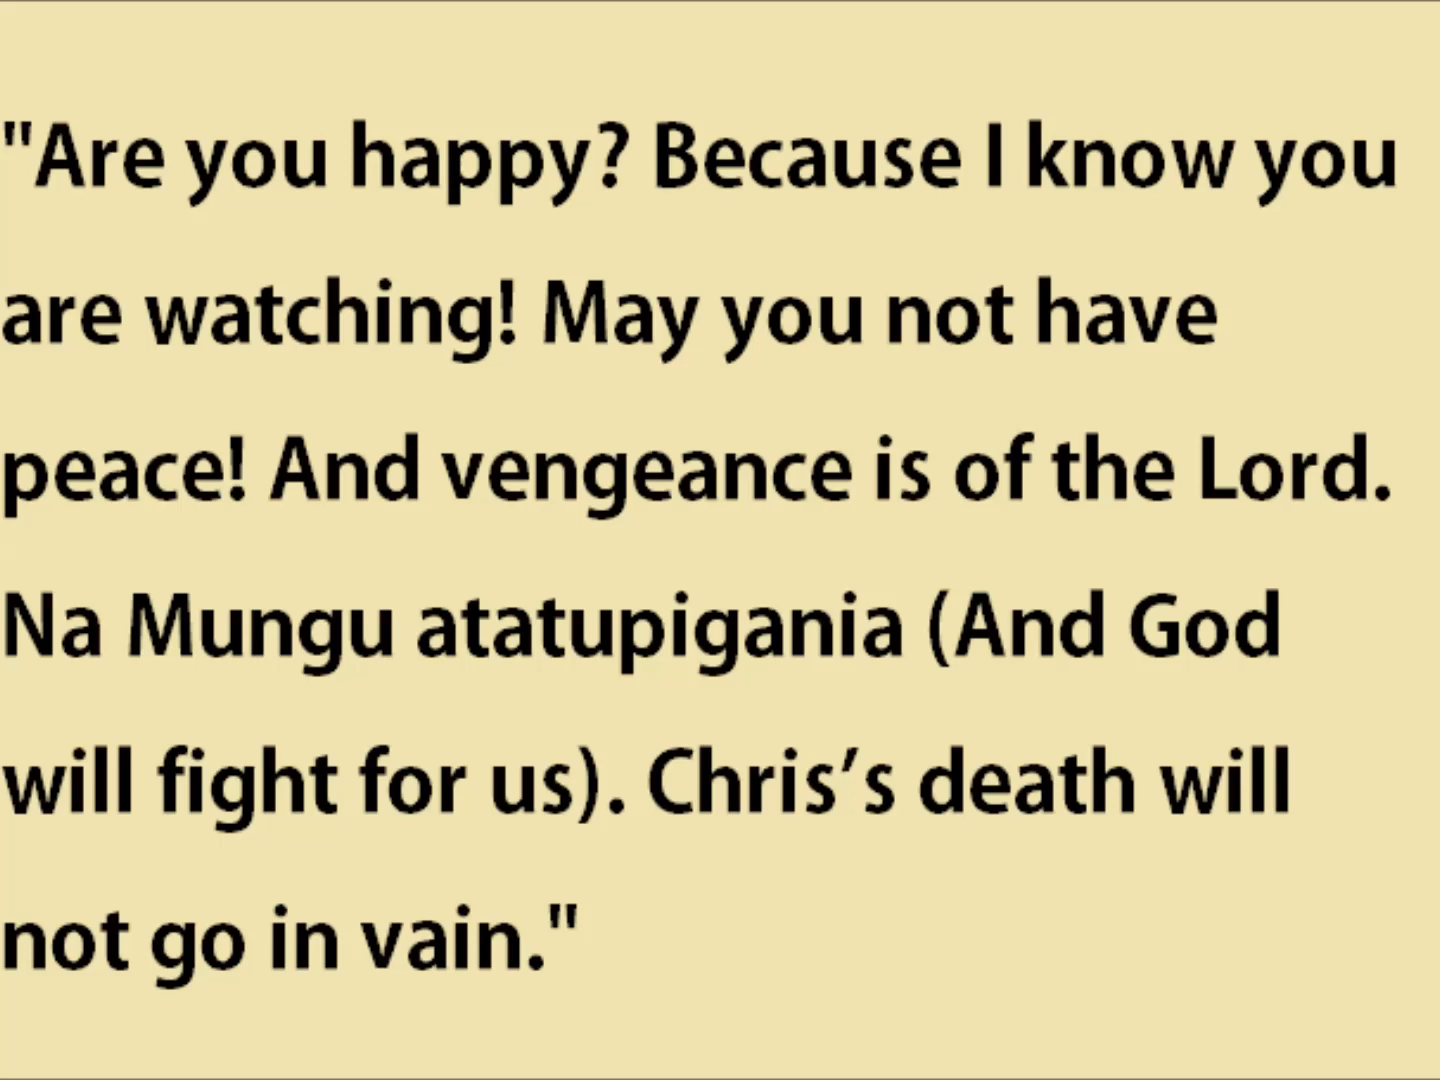 "Are you happy? Because I know you
are watching! May you not have
peace! And vengeance is of the Lord.
Na Mungu atatupigania (And God
will fight for us). Chris’s death will
not go in vain."